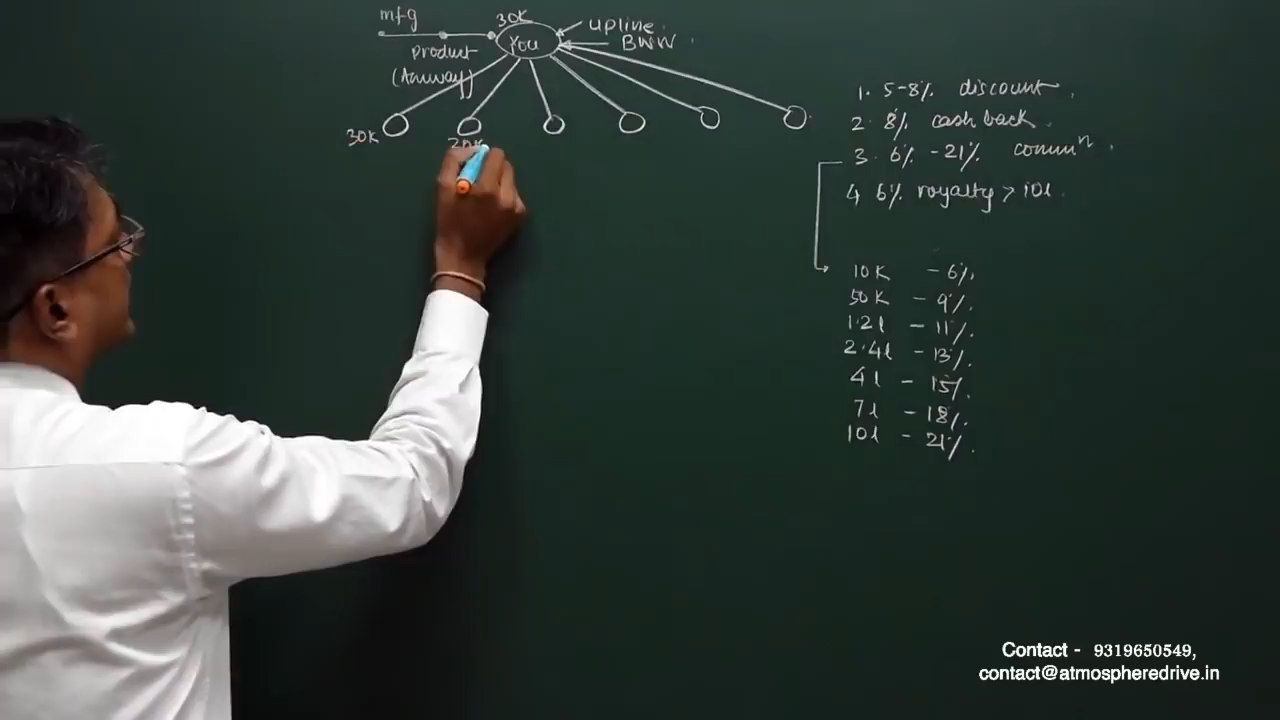 mfg
30K
You
upline.
BWW
product
(Amway)
30K
1. 5-8% discount.
2. 8% cash back.
3. 6% -21% commⁿ.
4 6% royalty > 10l.
10K - 6%.
50K - 9%.
1.2l - 11%.
2.4l - 13%.
4l - 15%.
7l - 18%.
10l - 21%.
Contact - 9319650549,
contact@atmospheredrive.in